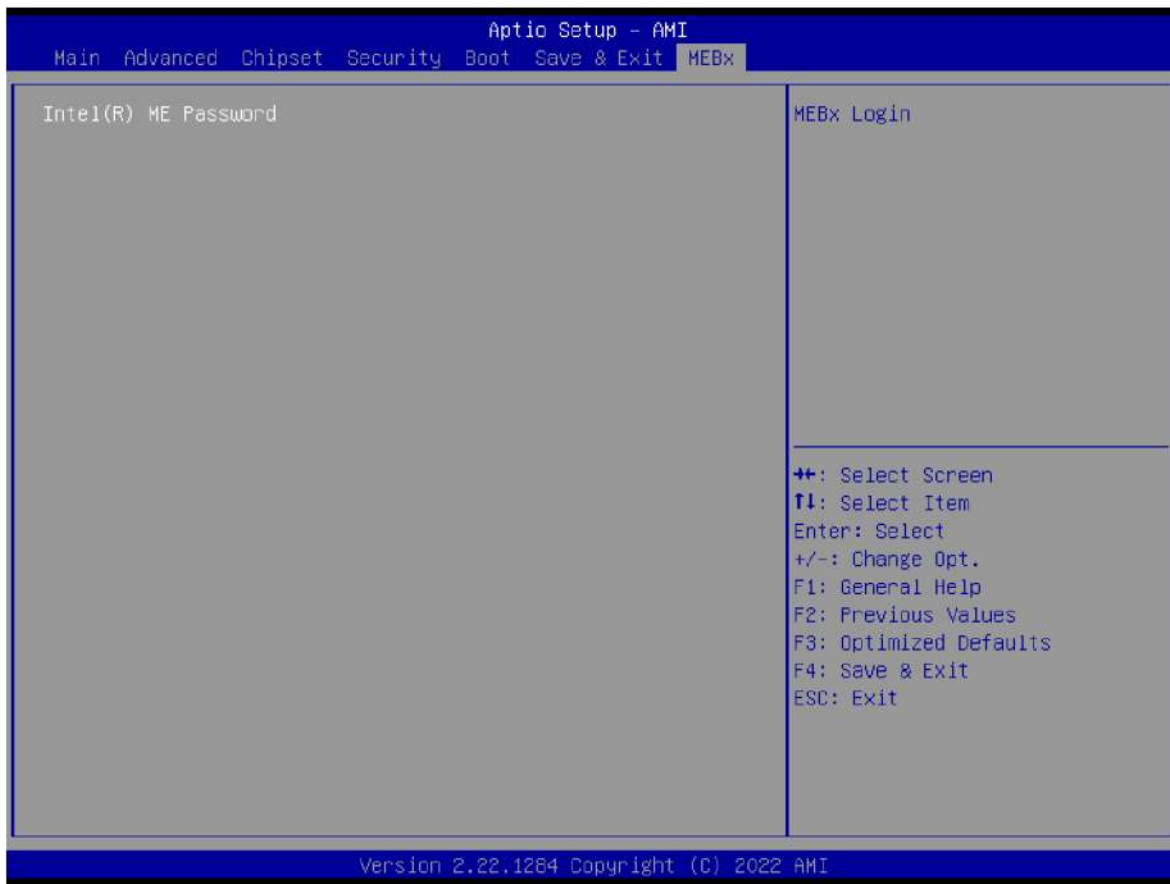 Aptio Setup - AMI
Main Advanced Chipset Security Boot Save & Exit MEBx
Intel(R) ME Password
MEBx Login
→←: Select Screen
↑↓: Select Item
Enter: Select
+/-: Change Opt.
F1: General Help
F2: Previous Values
F3: Optimized Defaults
F4: Save & Exit
ESC: Exit
Version 2.22.1284 Copyright (C) 2022 AMI